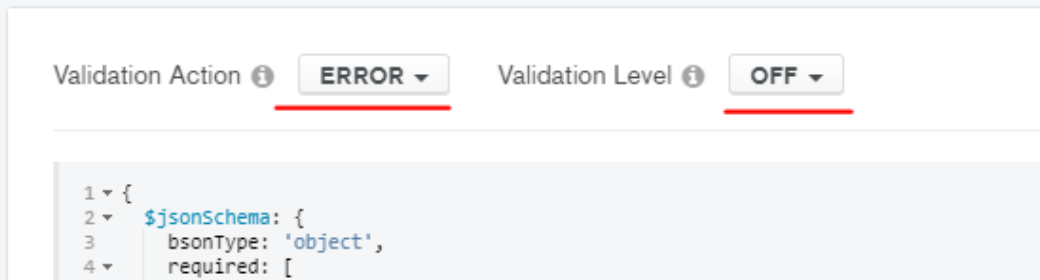 Validation Action ERROR Validation Level OFF
1 {
2 $jsonSchema: {
3 bsonType: 'object',
4 required: [